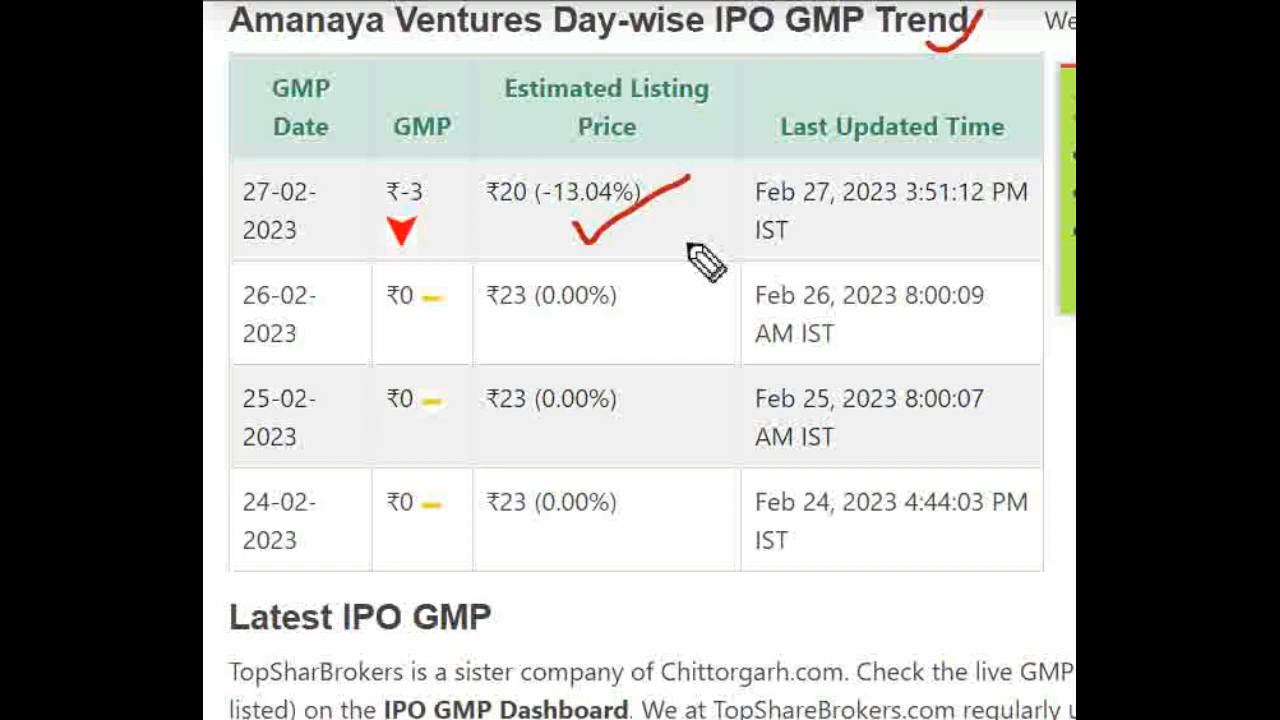 Amanaya Ventures Day-wise IPO GMP Trend
We
GMP Date
GMP
Estimated Listing Price
Last Updated Time
27-02-2023
₹-3
₹20 (-13.04%)
Feb 27, 2023 3:51:12 PM IST
26-02-2023
₹0
₹23 (0.00%)
Feb 26, 2023 8:00:09 AM IST
25-02-2023
₹0
₹23 (0.00%)
Feb 25, 2023 8:00:07 AM IST
24-02-2023
₹0
₹23 (0.00%)
Feb 24, 2023 4:44:03 PM IST
Latest IPO GMP
TopSharBrokers is a sister company of Chittorgarh.com. Check the live GMP
listed) on the IPO GMP Dashboard. We at TopShareBrokers.com regularly